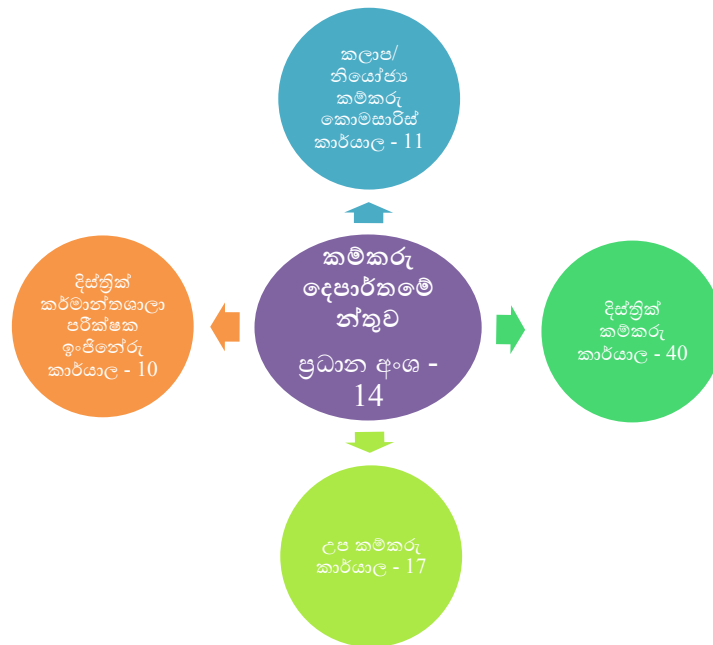 කලාප/
නියෝජ්‍ය
කම්කරු
කොමසාරිස්
කාර්යාල - 11
කම්කරු
දෙපාර්තමේ
න්තුව
ප්‍රධාන අංශ -
14
දිස්ත්‍රික්
කර්මාන්තශාලා
පරීක්ෂක
ඉංජිනේරු
කාර්යාල - 10
දිස්ත්‍රික්
කම්කරු
කාර්යාල - 40
උප කම්කරු
කාර්යාල - 17